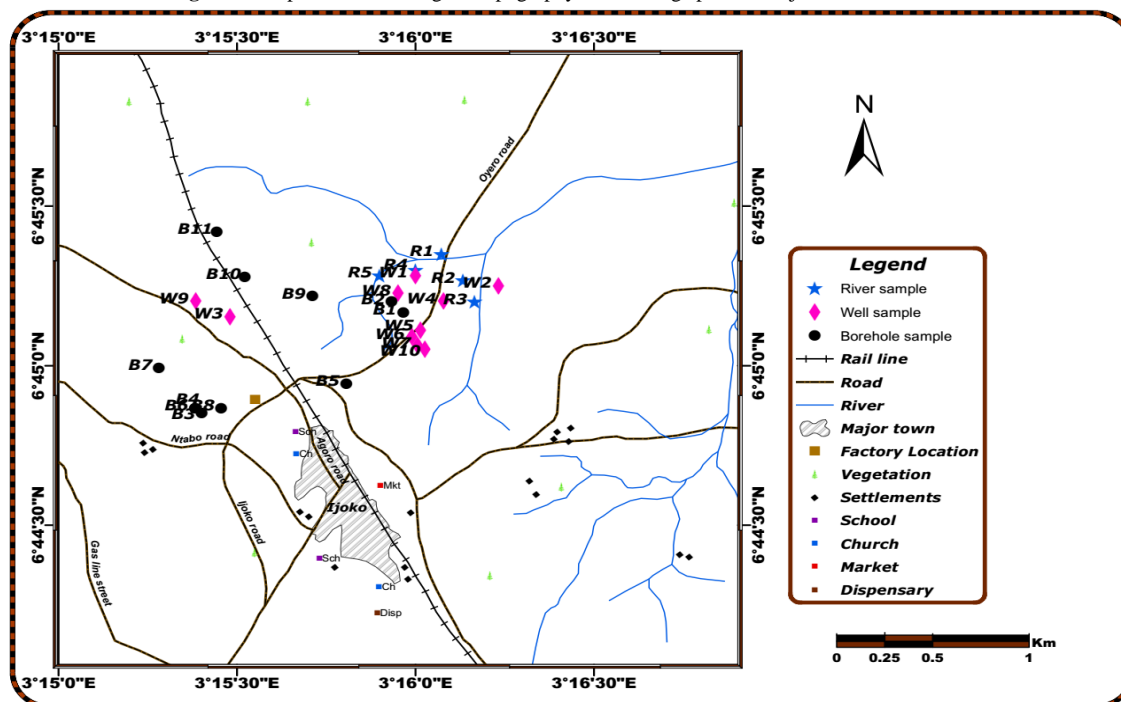 3°15'0"E 3°15'30"E 3°16'0"E 3°16'30"E
N
6°45'30"N 6°45'30"N
Oyero road
B11
R1
R4
R5 W1 R2 W2
B10
W8
B9 B2 W4 R3
W9
B1
W3
W5
W6
W7
W10
6°45'0"N 6°45'0"N
B7
B5
B4
B8
B3
Ntabo road
Sch
Ch
Agoro road
Mkt
Ijoko
Ijoko road
6°44'30"N 6°44'30"N
Gas line street
Sch
Ch
Disp
3°15'0"E 3°15'30"E 3°16'0"E 3°16'30"E
Legend
River sample
Well sample
Borehole sample
Rail line
Road
River
Major town
Factory Location
Vegetation
Settlements
School
Church
Market
Dispensary
Km
0 0.25 0.5 1